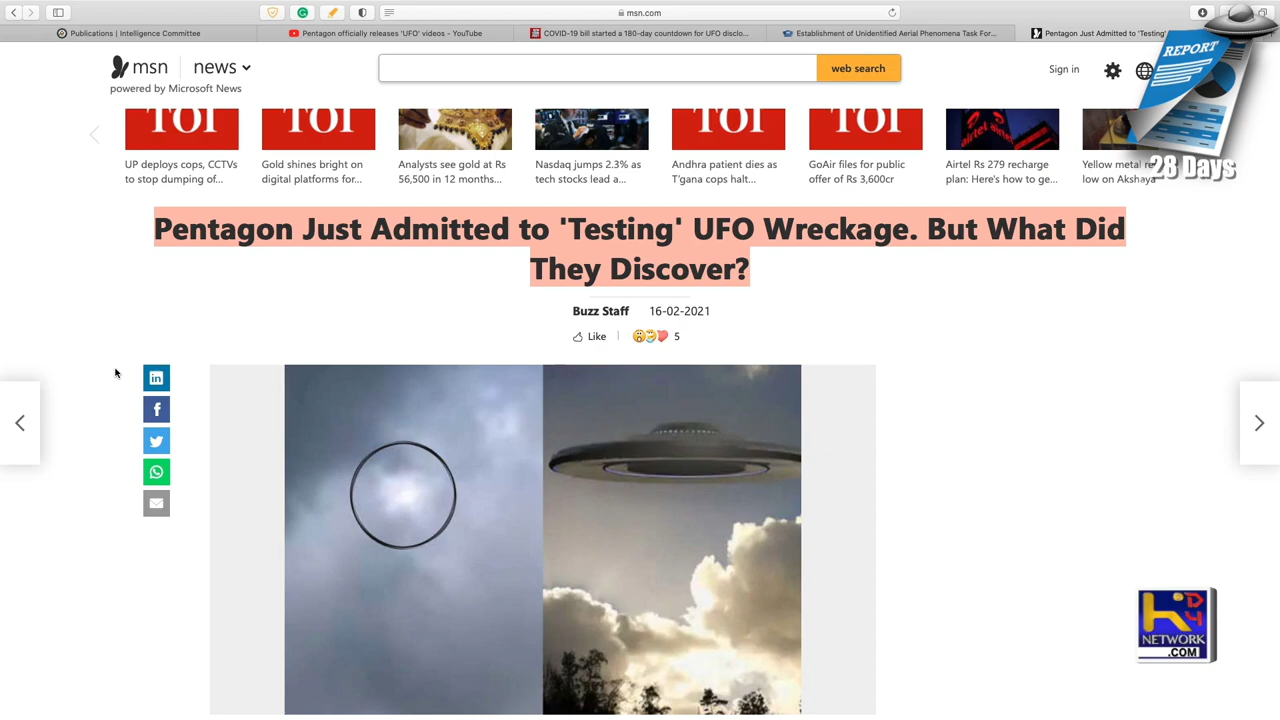 msn.com
Publications | Intelligence Committee
Pentagon officially releases 'UFO' videos - YouTube
COVID-19 bill started a 180-day countdown for UFO disclo...
Establishment of Unidentified Aerial Phenomena Task For...
Pentagon Just Admitted to 'Testing'
REPORT
28 Days
msn
news
powered by Microsoft News
web search
Sign in
TOI
TOI
TOI
TOI
airtel
UP deploys cops, CCTVs
to stop dumping of...
Gold shines bright on
digital platforms for...
Analysts see gold at Rs
56,500 in 12 months...
Nasdaq jumps 2.3% as
tech stocks lead a...
Andhra patient dies as
T'gana cops halt...
GoAir files for public
offer of Rs 3,600cr
Airtel Rs 279 recharge
plan: Here's how to ge...
Yellow metal
low on Akshaya
Pentagon Just Admitted to 'Testing' UFO Wreckage. But What Did
They Discover?
Buzz Staff 16-02-2021
Like 5
in
f
K
D
4
NETWORK
.COM